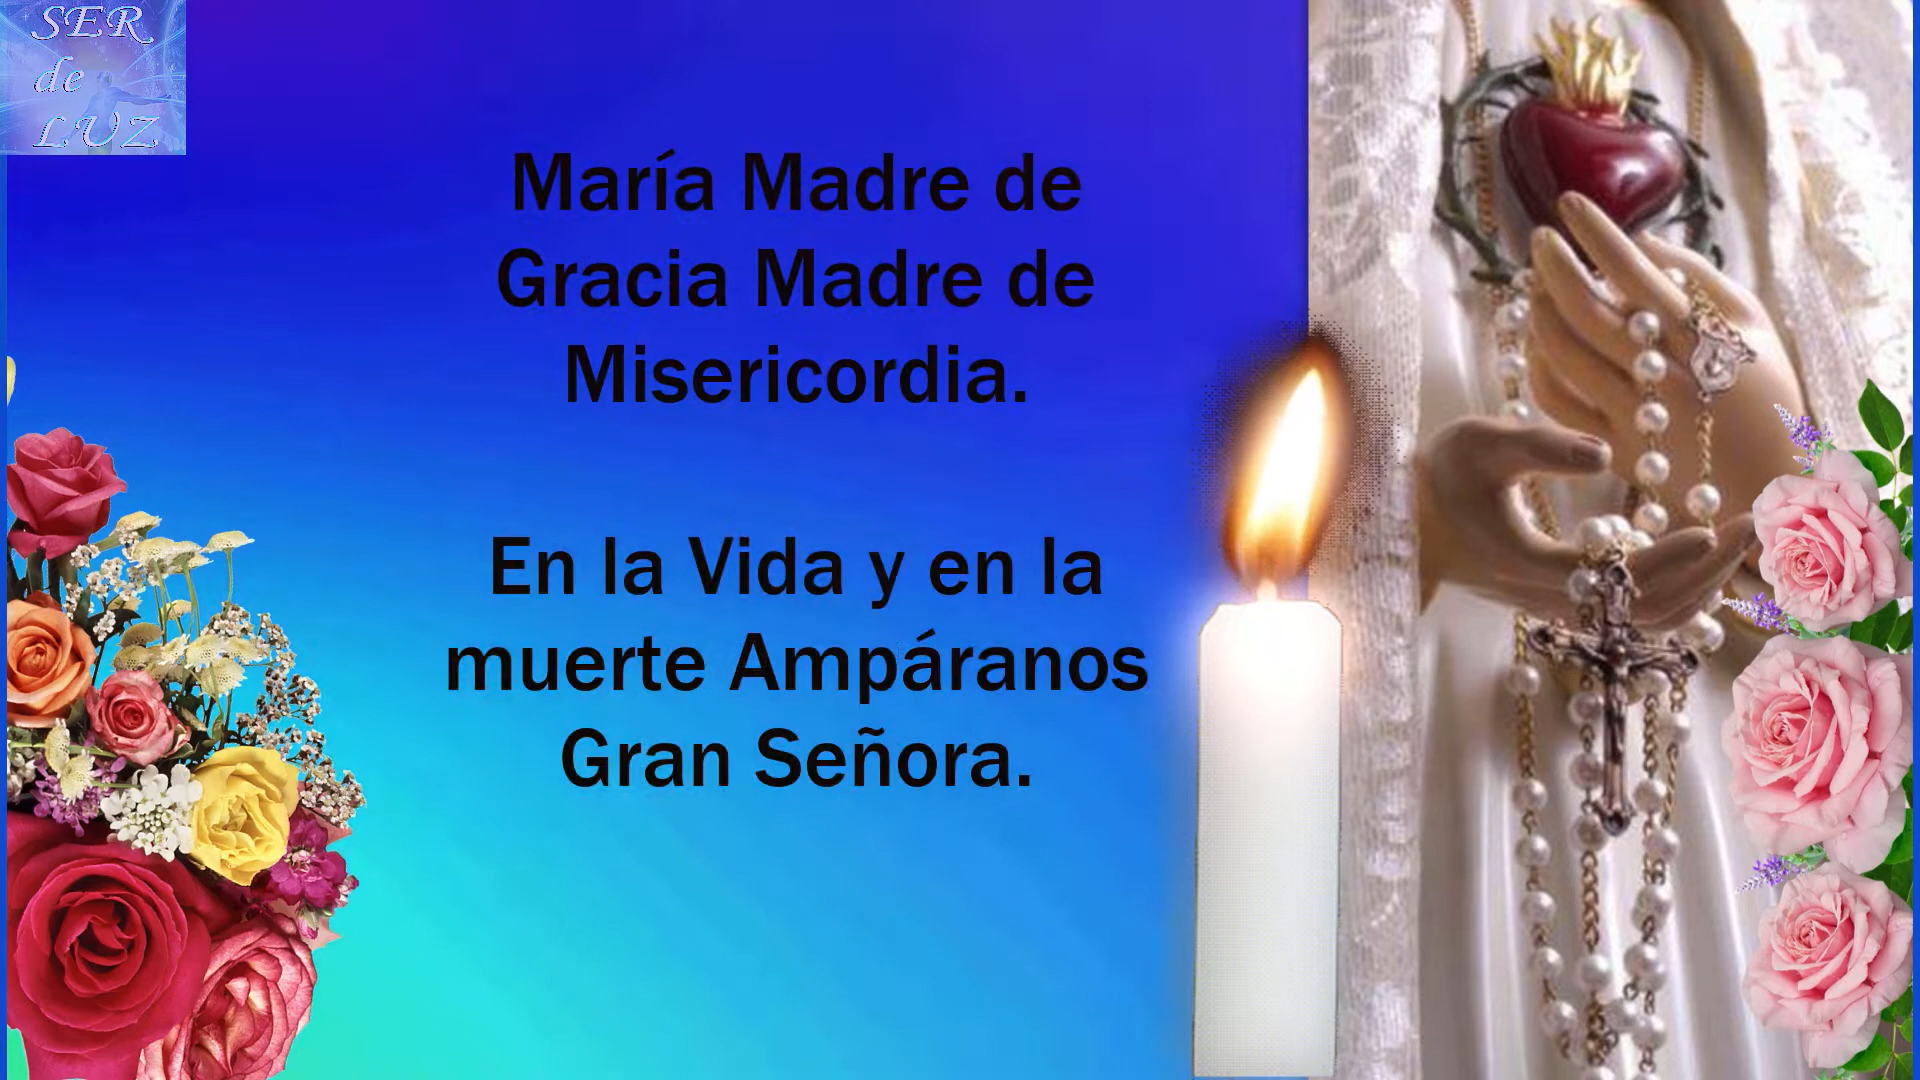 SER
de
LUZ
María Madre de
Gracia Madre de
Misericordia.
En la Vida y en la
muerte Ampáranos
Gran Señora.